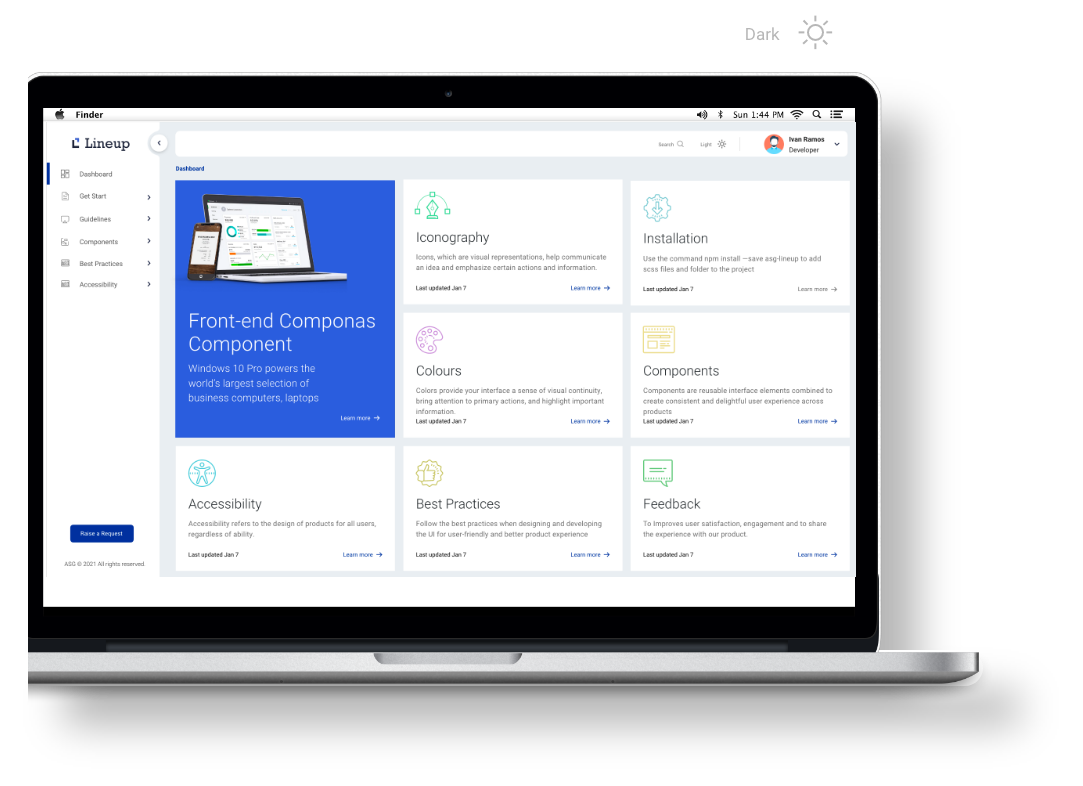 Dark
Finder
Sun 1:44 PM
Lineup
Search
Light
Ivan Ramos
Developer
Dashboard
Get Start
Guidelines
Components
Best Practices
Accessibility
Raise a Request
ASG © 2021 All rights reserved.
Dashboard
Front-end Componas
Component
Windows 10 Pro powers the
world's largest selection of
business computers, laptops
Learn more
Iconography
Icons, which are visual representations, help communicate
an idea and emphasize certain actions and information.
Last updated Jan 7
Learn more
Installation
Use the command npm install —save asg-lineup to add
scss files and folder to the project
Last updated Jan 7
Learn more
Colours
Colors provide your interface a sense of visual continuity,
bring attention to primary actions, and highlight important
information.
Last updated Jan 7
Learn more
Components
Components are reusable interface elements combined to
create consistent and delightful user experience across
products
Last updated Jan 7
Learn more
Accessibility
Accessibility refers to the design of products for all users,
regardless of ability.
Last updated Jan 7
Learn more
Best Practices
Follow the best practices when designing and developing
the UI for user-friendly and better product experience
Last updated Jan 7
Learn more
Feedback
To Improves user satisfaction, engagement and to share
the experience with our product.
Last updated Jan 7
Learn more